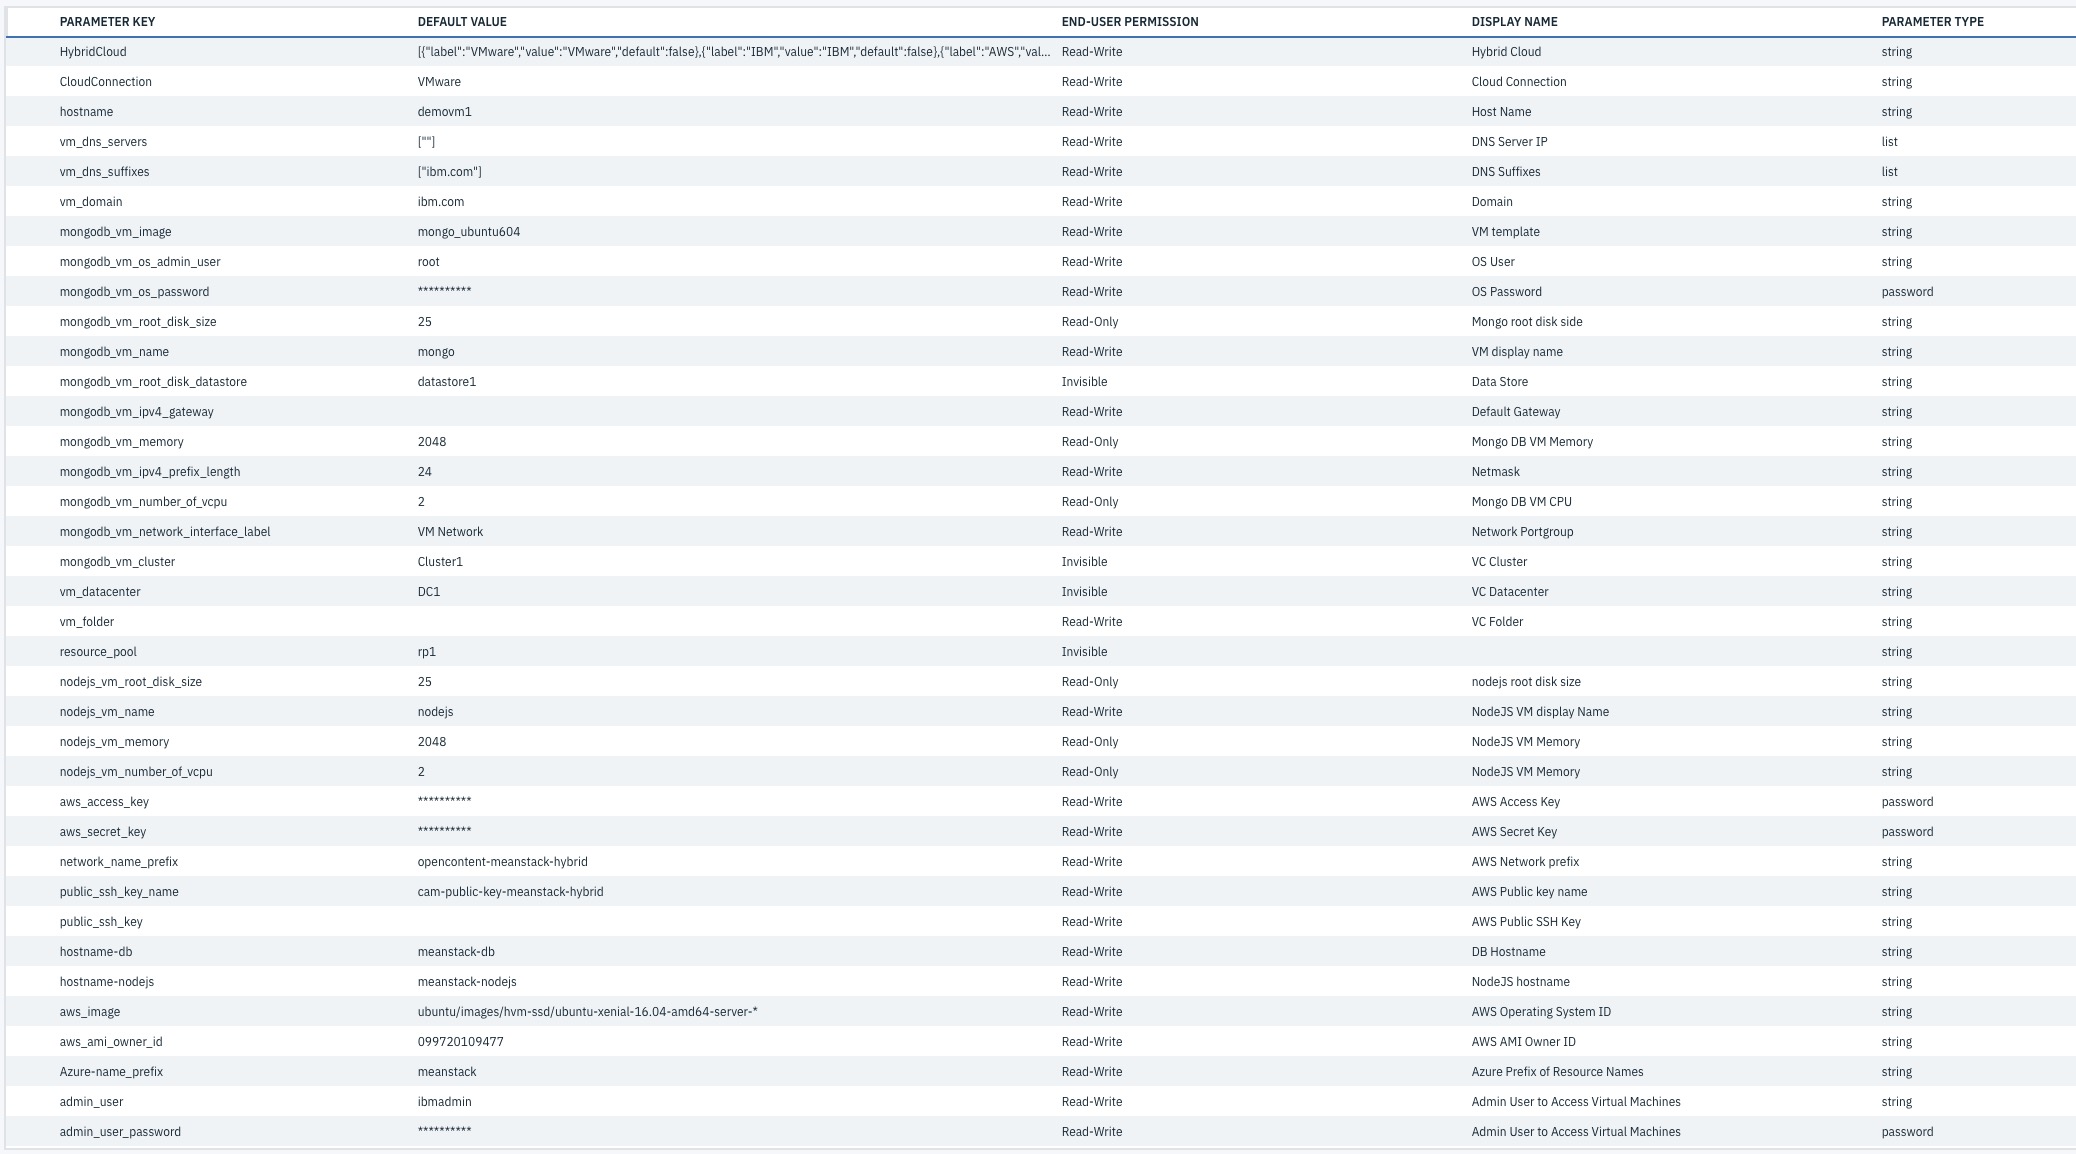 PARAMETER KEY DEFAULT VALUE END-USER PERMISSION DISPLAY NAME PARAMETER TYPE
HybridCloud [{"label":"VMware","value":"VMware","default":false},{"label":"IBM","value":"IBM","default":false},{"label":"AWS","val... Read-Write Hybrid Cloud string
CloudConnection VMware Read-Write Cloud Connection string
hostname demovm1 Read-Write Host Name string
vm_dns_servers [""] Read-Write DNS Server IP list
vm_dns_suffixes ["ibm.com"] Read-Write DNS Suffixes list
vm_domain ibm.com Read-Write Domain string
mongodb_vm_image mongo_ubuntu604 Read-Write VM template string
mongodb_vm_os_admin_user root Read-Write OS User string
mongodb_vm_os_password ********** Read-Write OS Password password
mongodb_vm_root_disk_size 25 Read-Only Mongo root disk side string
mongodb_vm_name mongo Read-Write VM display name string
mongodb_vm_root_disk_datastore datastore1 Invisible Data Store string
mongodb_vm_ipv4_gateway Read-Write Default Gateway string
mongodb_vm_memory 2048 Read-Only Mongo DB VM Memory string
mongodb_vm_ipv4_prefix_length 24 Read-Write Netmask string
mongodb_vm_number_of_vcpu 2 Read-Only Mongo DB VM CPU string
mongodb_vm_network_interface_label VM Network Read-Write Network Portgroup string
mongodb_vm_cluster Cluster1 Invisible VC Cluster string
vm_datacenter DC1 Invisible VC Datacenter string
vm_folder Read-Write VC Folder string
resource_pool rp1 Invisible string
nodejs_vm_root_disk_size 25 Read-Only nodejs root disk size string
nodejs_vm_name nodejs Read-Write NodeJS VM display Name string
nodejs_vm_memory 2048 Read-Only NodeJS VM Memory string
nodejs_vm_number_of_vcpu 2 Read-Only NodeJS VM Memory string
aws_access_key ********** Read-Write AWS Access Key password
aws_secret_key ********** Read-Write AWS Secret Key password
network_name_prefix opencontent-meanstack-hybrid Read-Write AWS Network prefix string
public_ssh_key_name cam-public-key-meanstack-hybrid Read-Write AWS Public key name string
public_ssh_key Read-Write AWS Public SSH Key string
hostname-db meanstack-db Read-Write DB Hostname string
hostname-nodejs meanstack-nodejs Read-Write NodeJS hostname string
aws_image ubuntu/images/hvm-ssd/ubuntu-xenial-16.04-amd64-server-* Read-Write AWS Operating System ID string
aws_ami_owner_id 099720109477 Read-Write AWS AMI Owner ID string
Azure-name_prefix meanstack Read-Write Azure Prefix of Resource Names string
admin_user ibmadmin Read-Write Admin User to Access Virtual Machines string
admin_user_password ********** Read-Write Admin User to Access Virtual Machines password